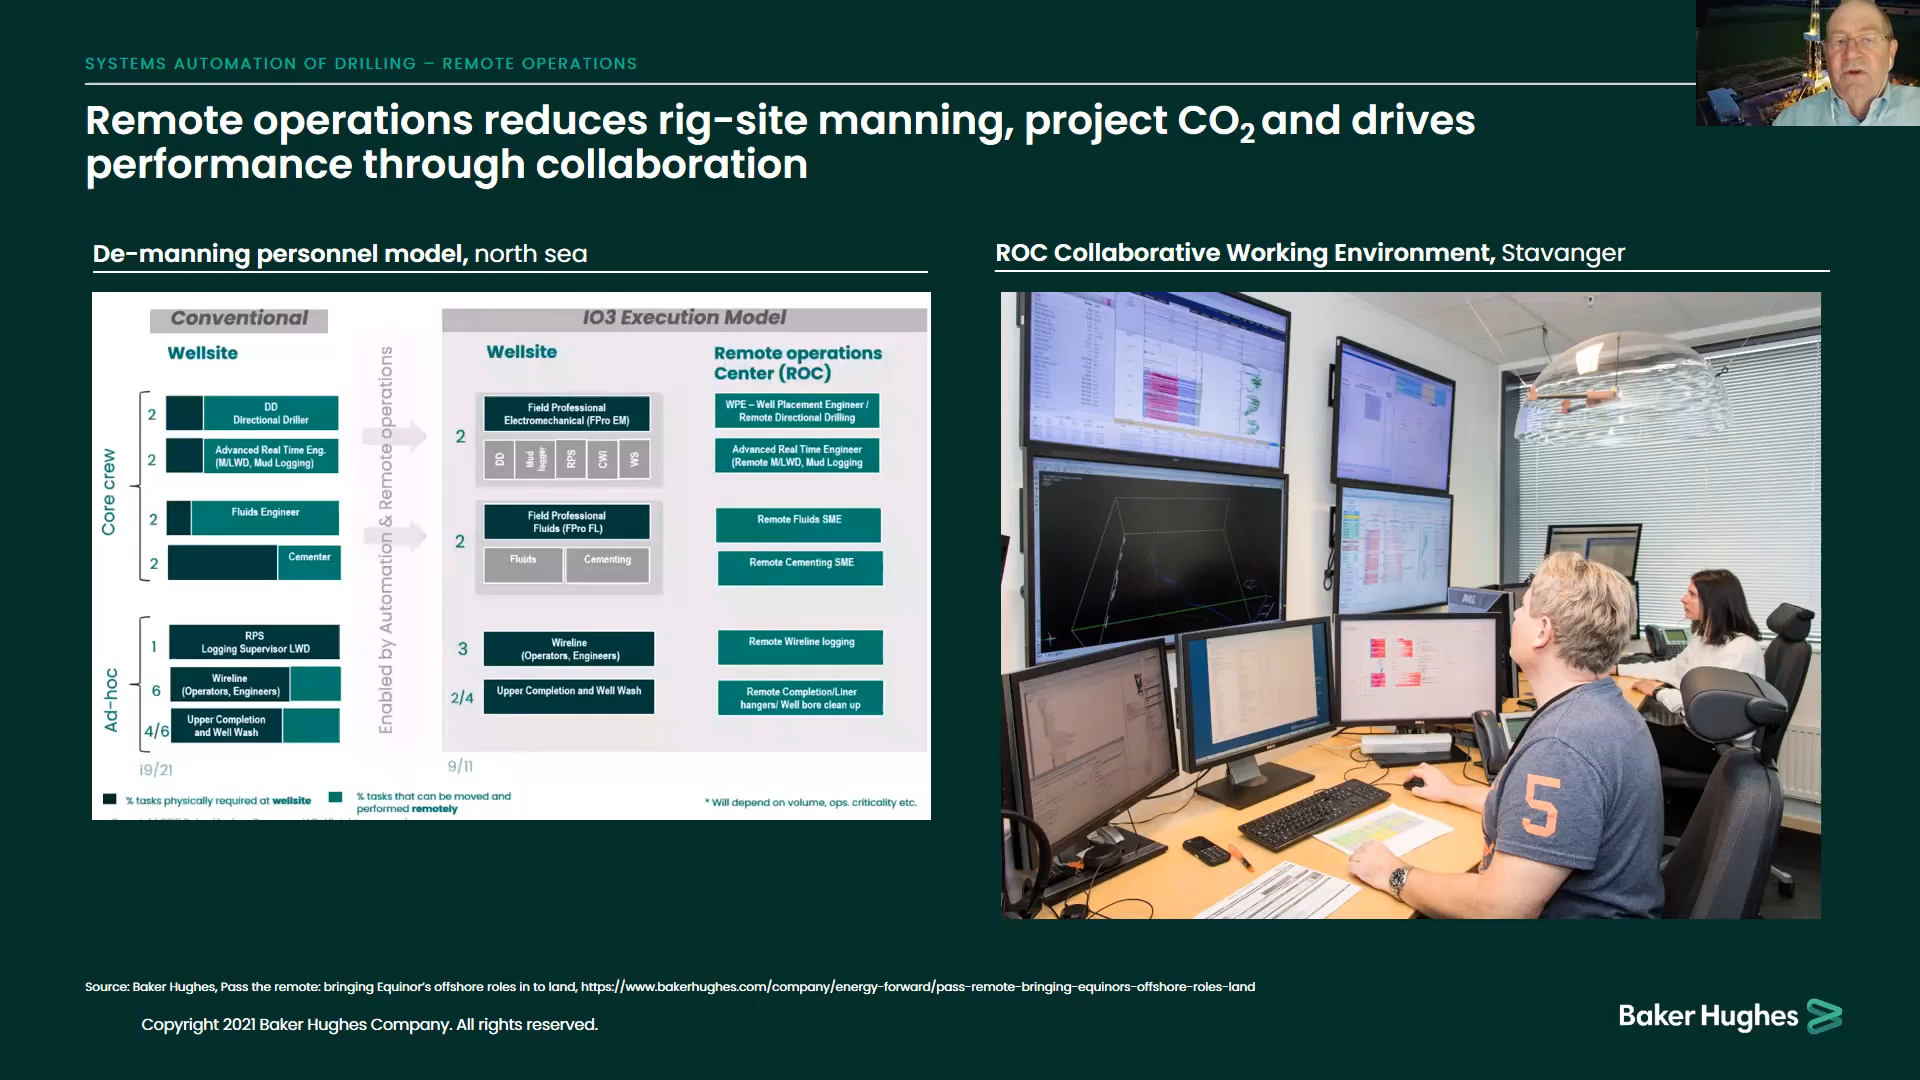 SYSTEMS AUTOMATION OF DRILLING – REMOTE OPERATIONS
Remote operations reduces rig-site manning, project CO2 and drives
performance through collaboration
De-manning personnel model, north sea
Conventional
Wellsite
Core crew
2
DD
Directional Driller
2
Advanced Real Time Eng.
(M/LWD, Mud Logging)
2
Fluids Engineer
2
Cementer
Ad-hoc
1
RPS
Logging Supervisor LWD
6
Wireline
(Operators, Engineers)
4/6
Upper Completion
and Well Wash
19/21
Enabled by Automation & Remote operations
IO3 Execution Model
Wellsite
2
Field Professional
Electromechanical (FPro EM)
DD
Mud
logger
RPS
CWI
WS
2
Field Professional
Fluids (FPro FL)
Fluids
Cementing
3
Wireline
(Operators, Engineers)
2/4
Upper Completion and Well Wash
9/11
Remote operations
Center (ROC)
WPE – Well Placement Engineer /
Remote Directional Drilling
Advanced Real Time Engineer
(Remote M/LWD, Mud Logging
Remote Fluids SME
Remote Cementing SME
Remote Wireline logging
Remote Completion/Liner
hangers/ Well bore clean up
% tasks physically required at wellsite
% tasks that can be moved and
performed remotely
* Will depend on volume, ops. criticality etc.
ROC Collaborative Working Environment, Stavanger
DELL
5
Source: Baker Hughes, Pass the remote: bringing Equinor's offshore roles in to land, https://www.bakerhughes.com/company/energy-forward/pass-remote-bringing-equinors-offshore-roles-land
Copyright 2021 Baker Hughes Company. All rights reserved.
Baker Hughes